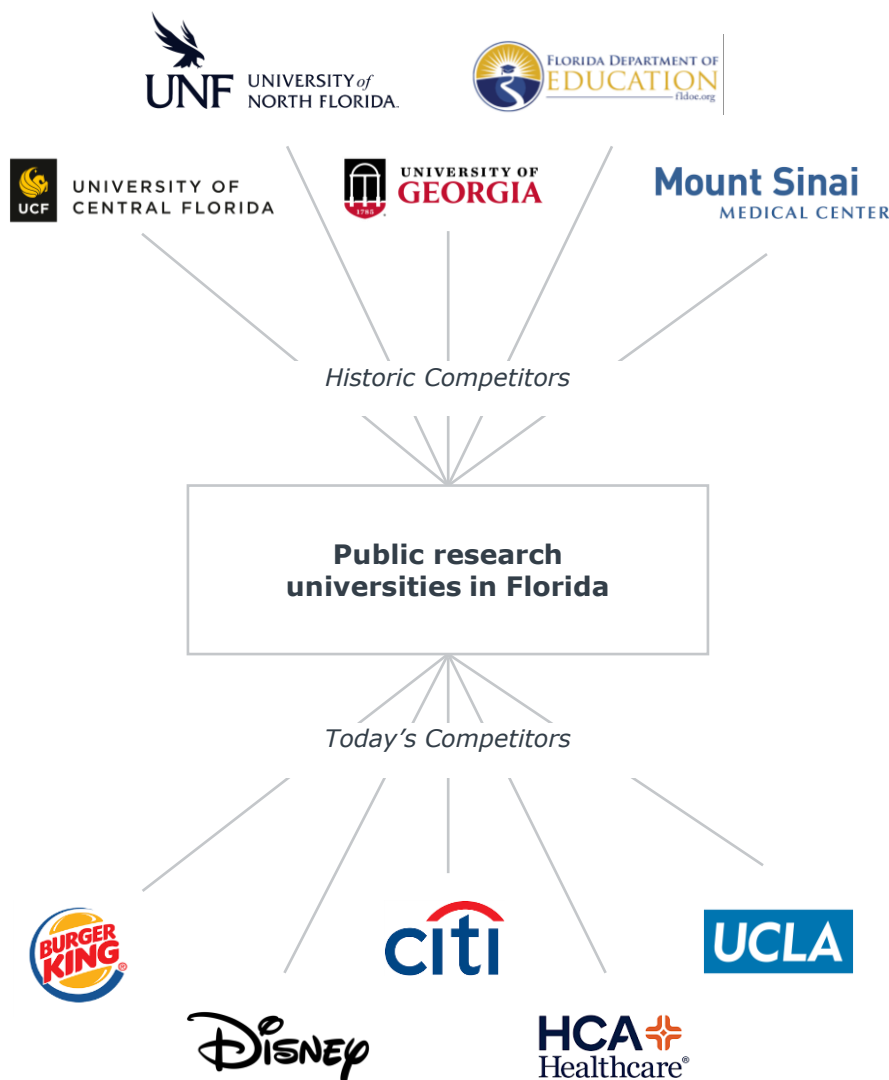 UNF UNIVERSITY of
NORTH FLORIDA.
FLORIDA DEPARTMENT OF
EDUCATION
fldoe.org
UCF
UNIVERSITY OF
CENTRAL FLORIDA
1785
UNIVERSITY OF
GEORGIA
Mount Sinai
MEDICAL CENTER
Historic Competitors
Public research
universities in Florida
Today's Competitors
BURGER
KING®
citi
UCLA
Disney
HCA
Healthcare®